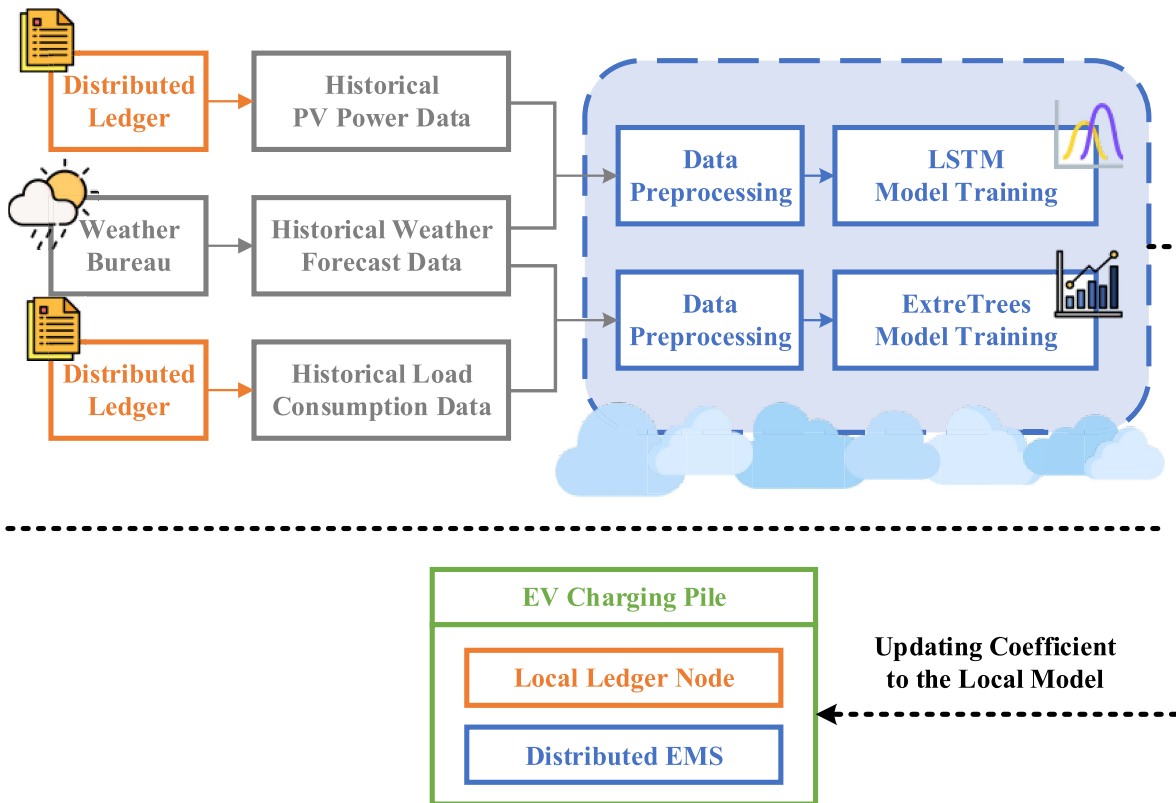 Distributed
Ledger
Historical
PV Power Data
Data
Preprocessing
LSTM
Model Training
Weather
Bureau
Historical Weather
Forecast Data
Data
Preprocessing
ExtreTrees
Model Training
Distributed
Ledger
Historical Load
Consumption Data
EV Charging Pile
Local Ledger Node
Distributed EMS
Updating Coefficient
to the Local Model